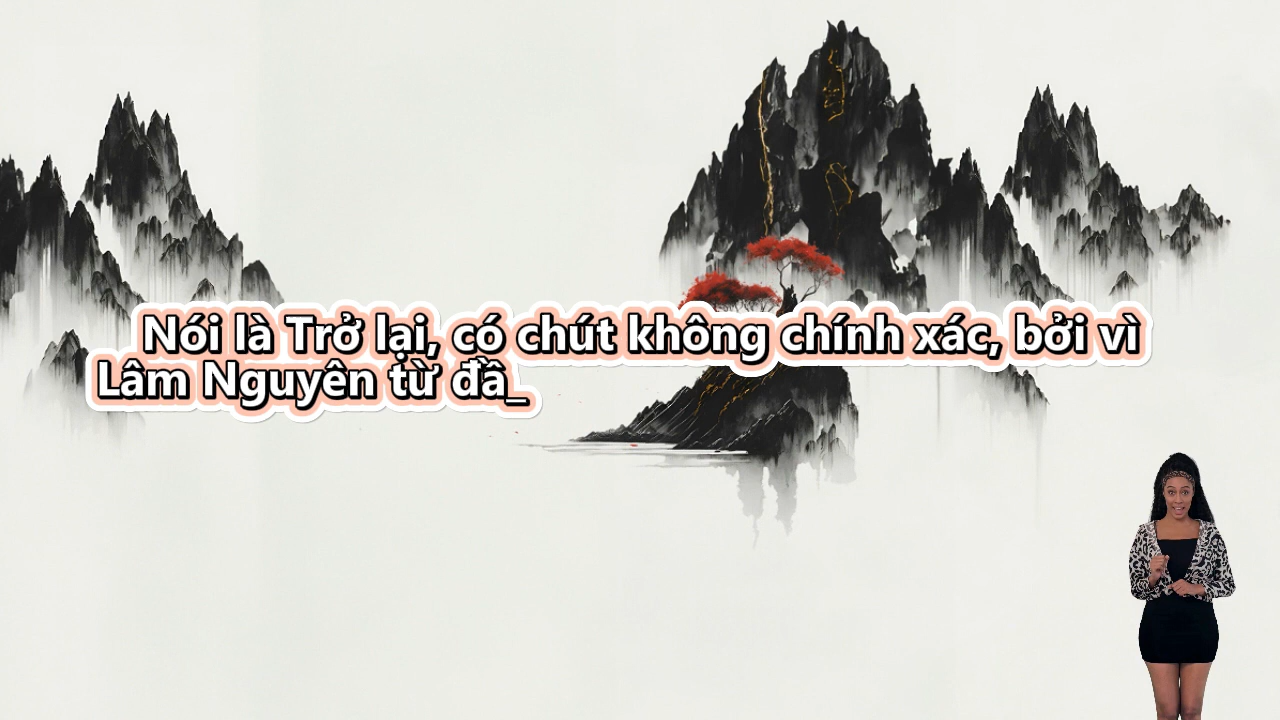 Nói là Trở lại, có chút không chính xác, bởi vì
Lâm Nguyên từ đầ_